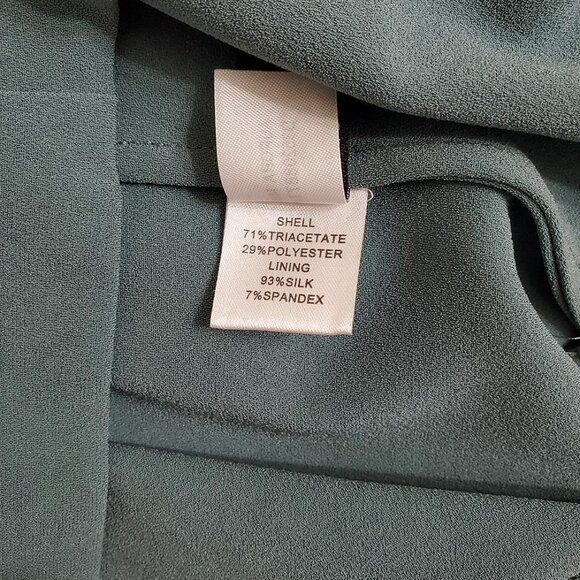 SHELL
71%TRIACETATE
29%POLYESTER
LINING
93%SILK
7%SPANDEX